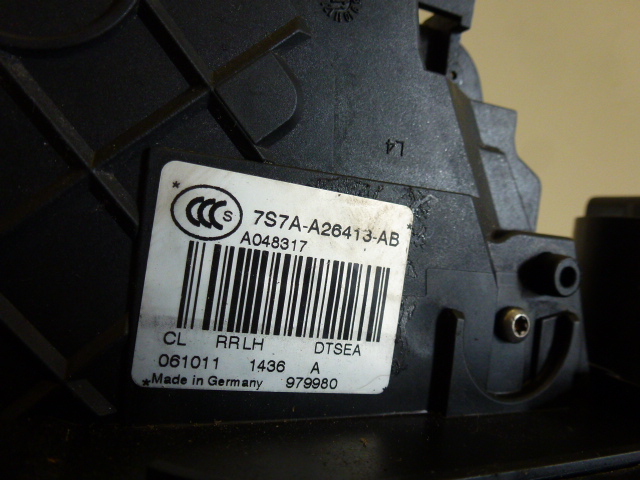 L4
CCC S
7S7A-A26413-AB
A048317
CL RRLH DTSEA
061011 1436 A
Made in Germany 979980